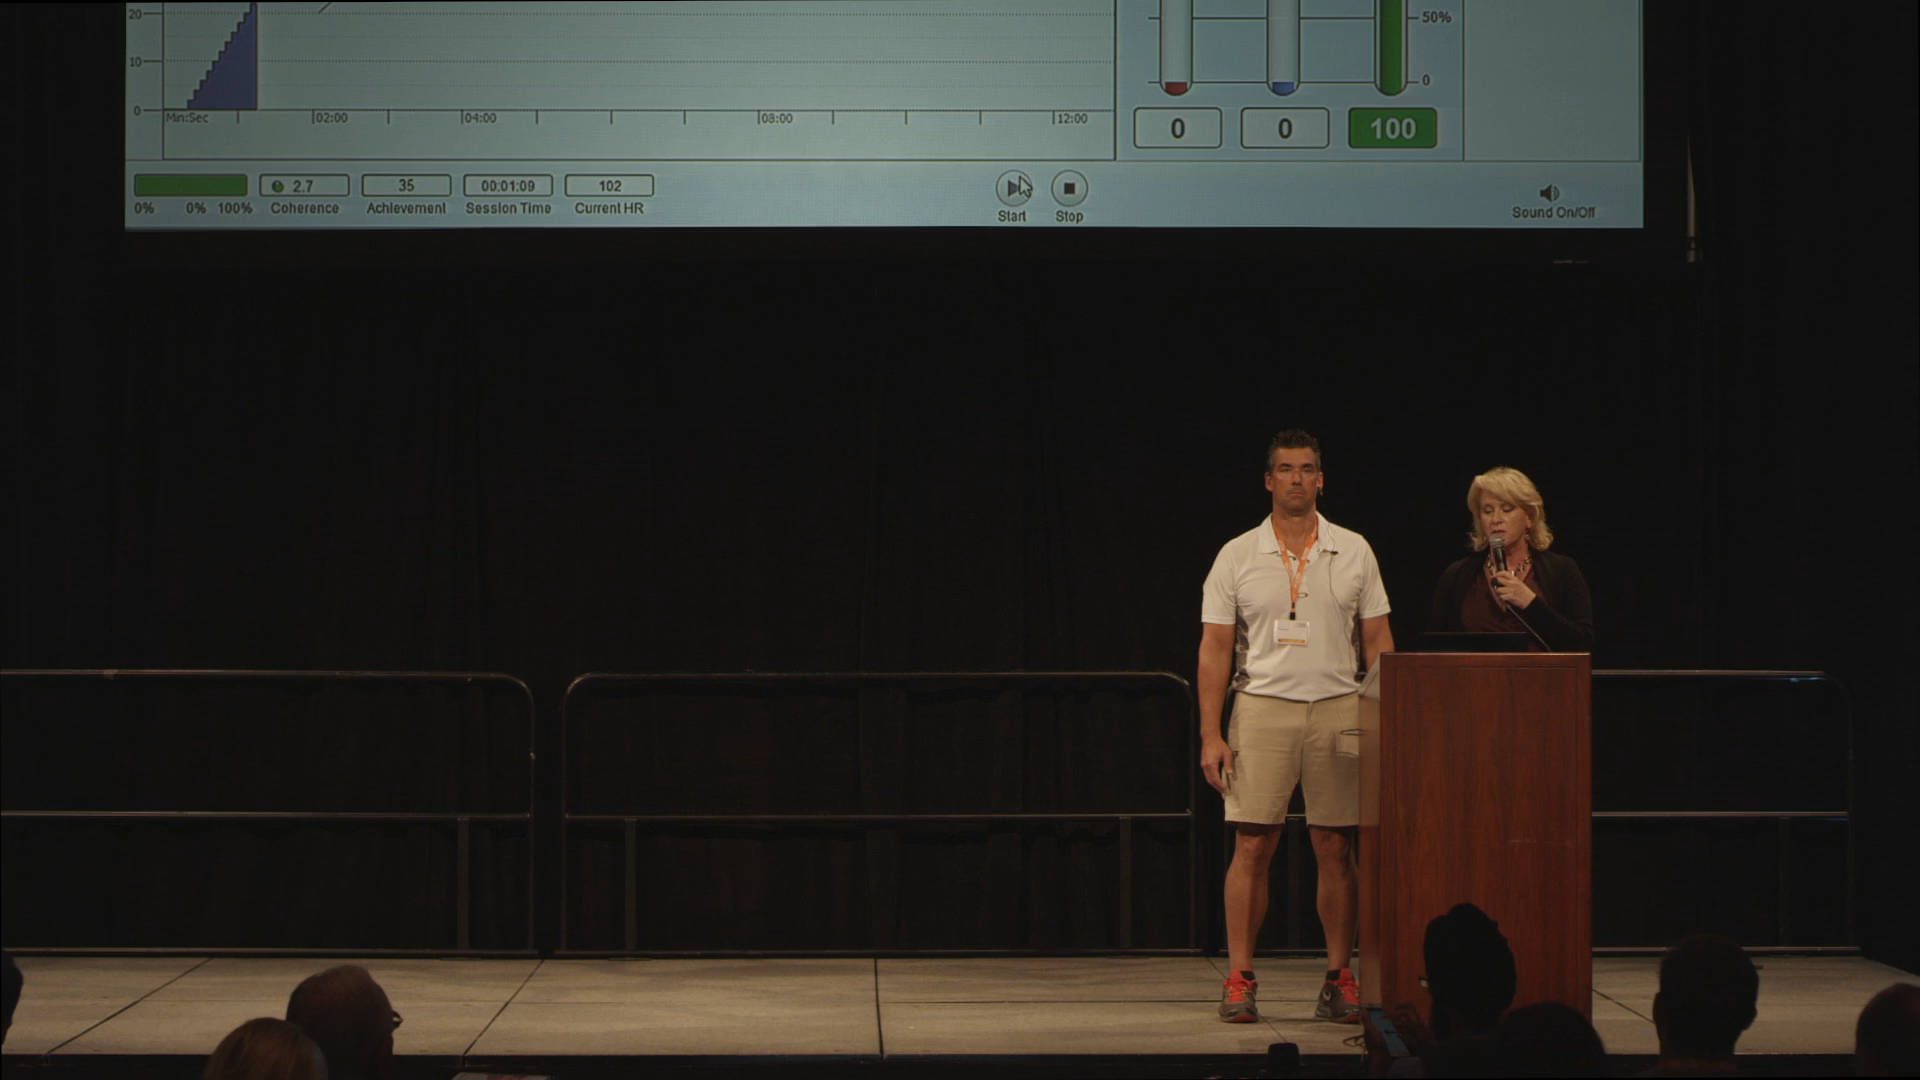 20
50%
10
0
0
Min:Sec 02:00 04:00 08:00 12:00
0 0 100
2.7 35 00:01:09 102
0% 0% 100% Coherence Achievement Session Time Current HR
Start Stop
Sound On/Off